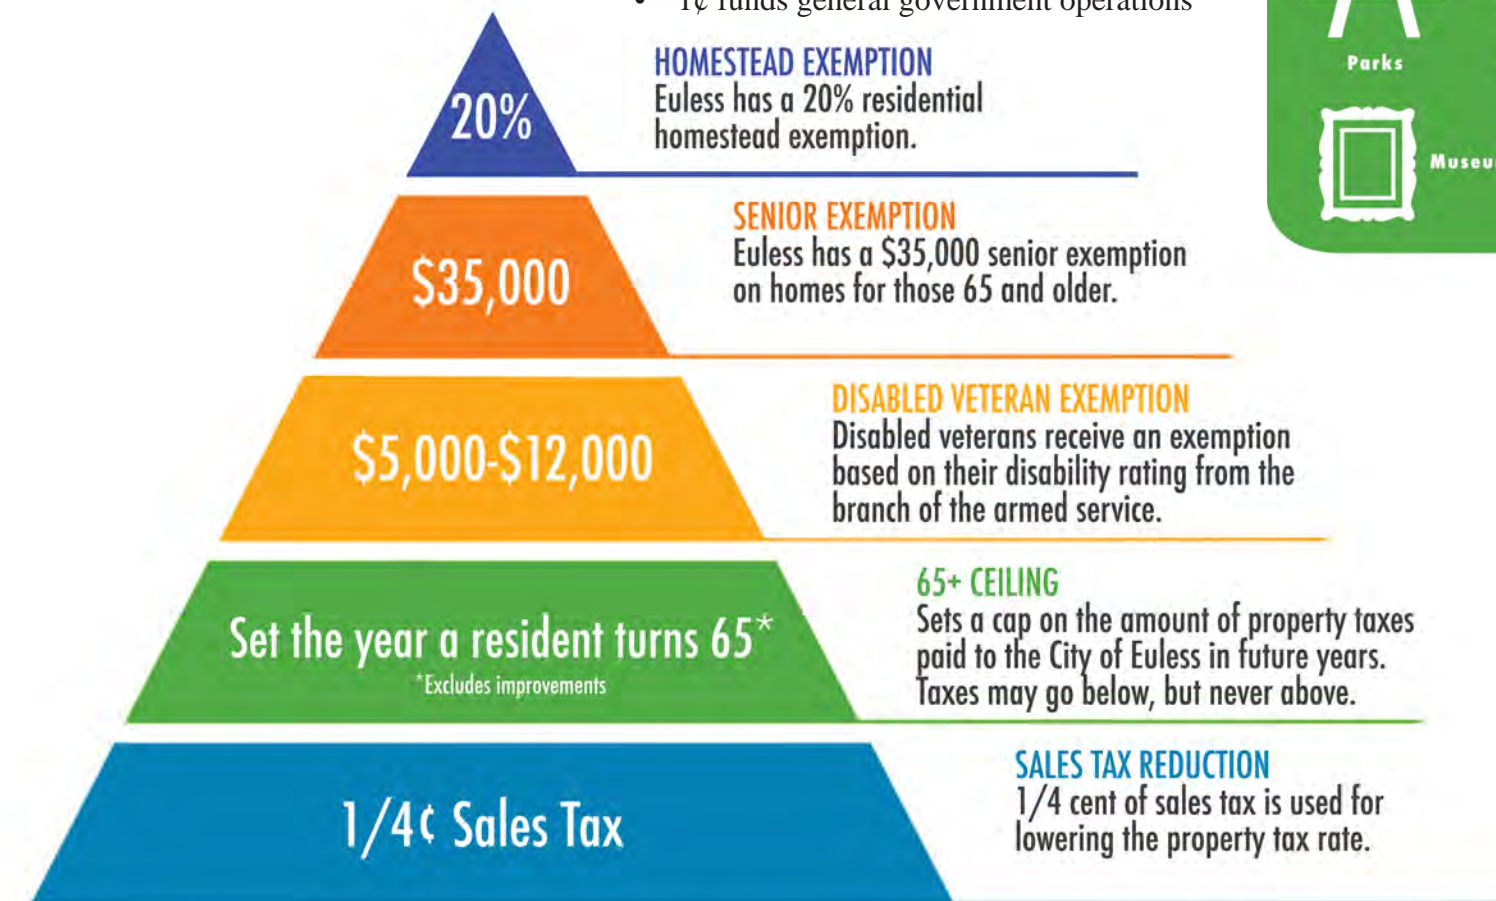 • 1¢ funds general government operations
Parks
20%
HOMESTEAD EXEMPTION
Euless has a 20% residential
homestead exemption.
$35,000
SENIOR EXEMPTION
Euless has a $35,000 senior exemption
on homes for those 65 and older.
$5,000-$12,000
DISABLED VETERAN EXEMPTION
Disabled veterans receive an exemption
based on their disability rating from the
branch of the armed service.
Set the year a resident turns 65*
*Excludes improvements
65+ CEILING
Sets a cap on the amount of property taxes
paid to the City of Euless in future years.
Taxes may go below, but never above.
1/4¢ Sales Tax
SALES TAX REDUCTION
1/4 cent of sales tax is used for
lowering the property tax rate.